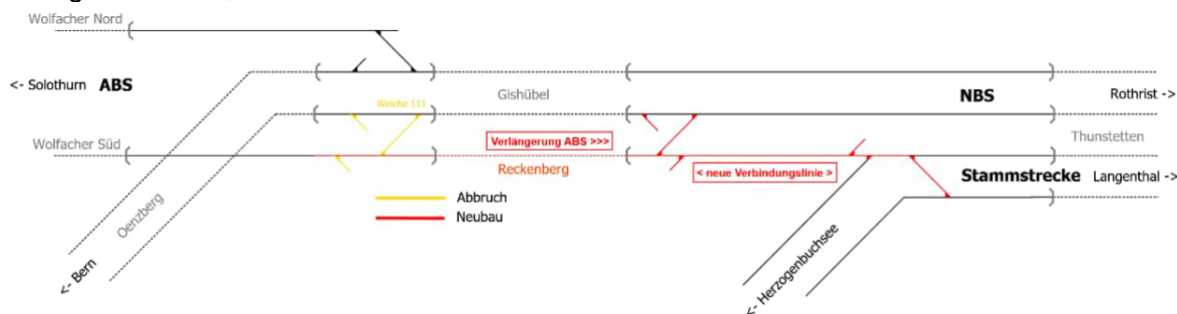 Wolfacher Nord
<- Solothurn ABS
Weiche 111
Gishübel
NBS
Rothrist ->
Wolfacher Süd
Verlängerung ABS >>>
Thunstetten
Reckenberg
< neue Verbindungslinie >
Stammstrecke
Langenthal ->
Abbruch
Neubau
Oenzberg
<- Bern
<- Herzogenbuchsee